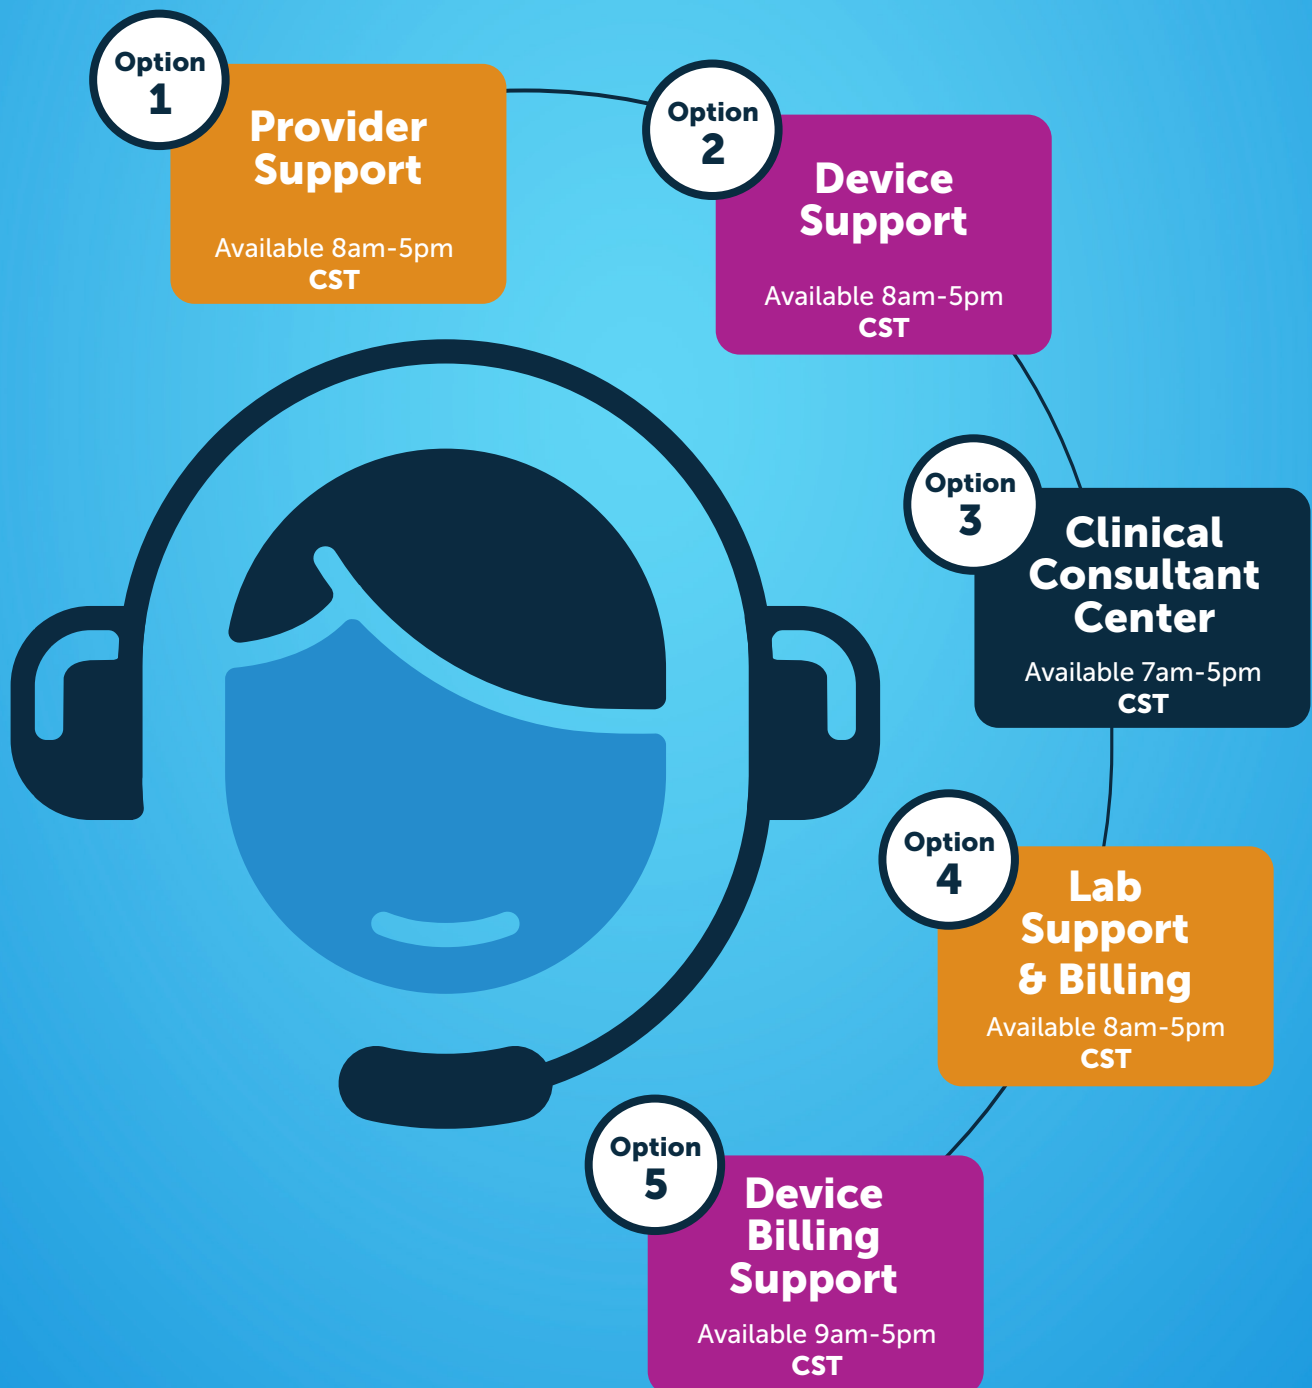 Option
1
Provider
Support
Available 8am-5pm
CST
Option
2
Device
Support
Available 8am-5pm
CST
Option
3
Clinical
Consultant
Center
Available 7am-5pm
CST
Option
4
Lab
Support
& Billing
Available 8am-5pm
CST
Option
5
Device
Billing
Support
Available 9am-5pm
CST